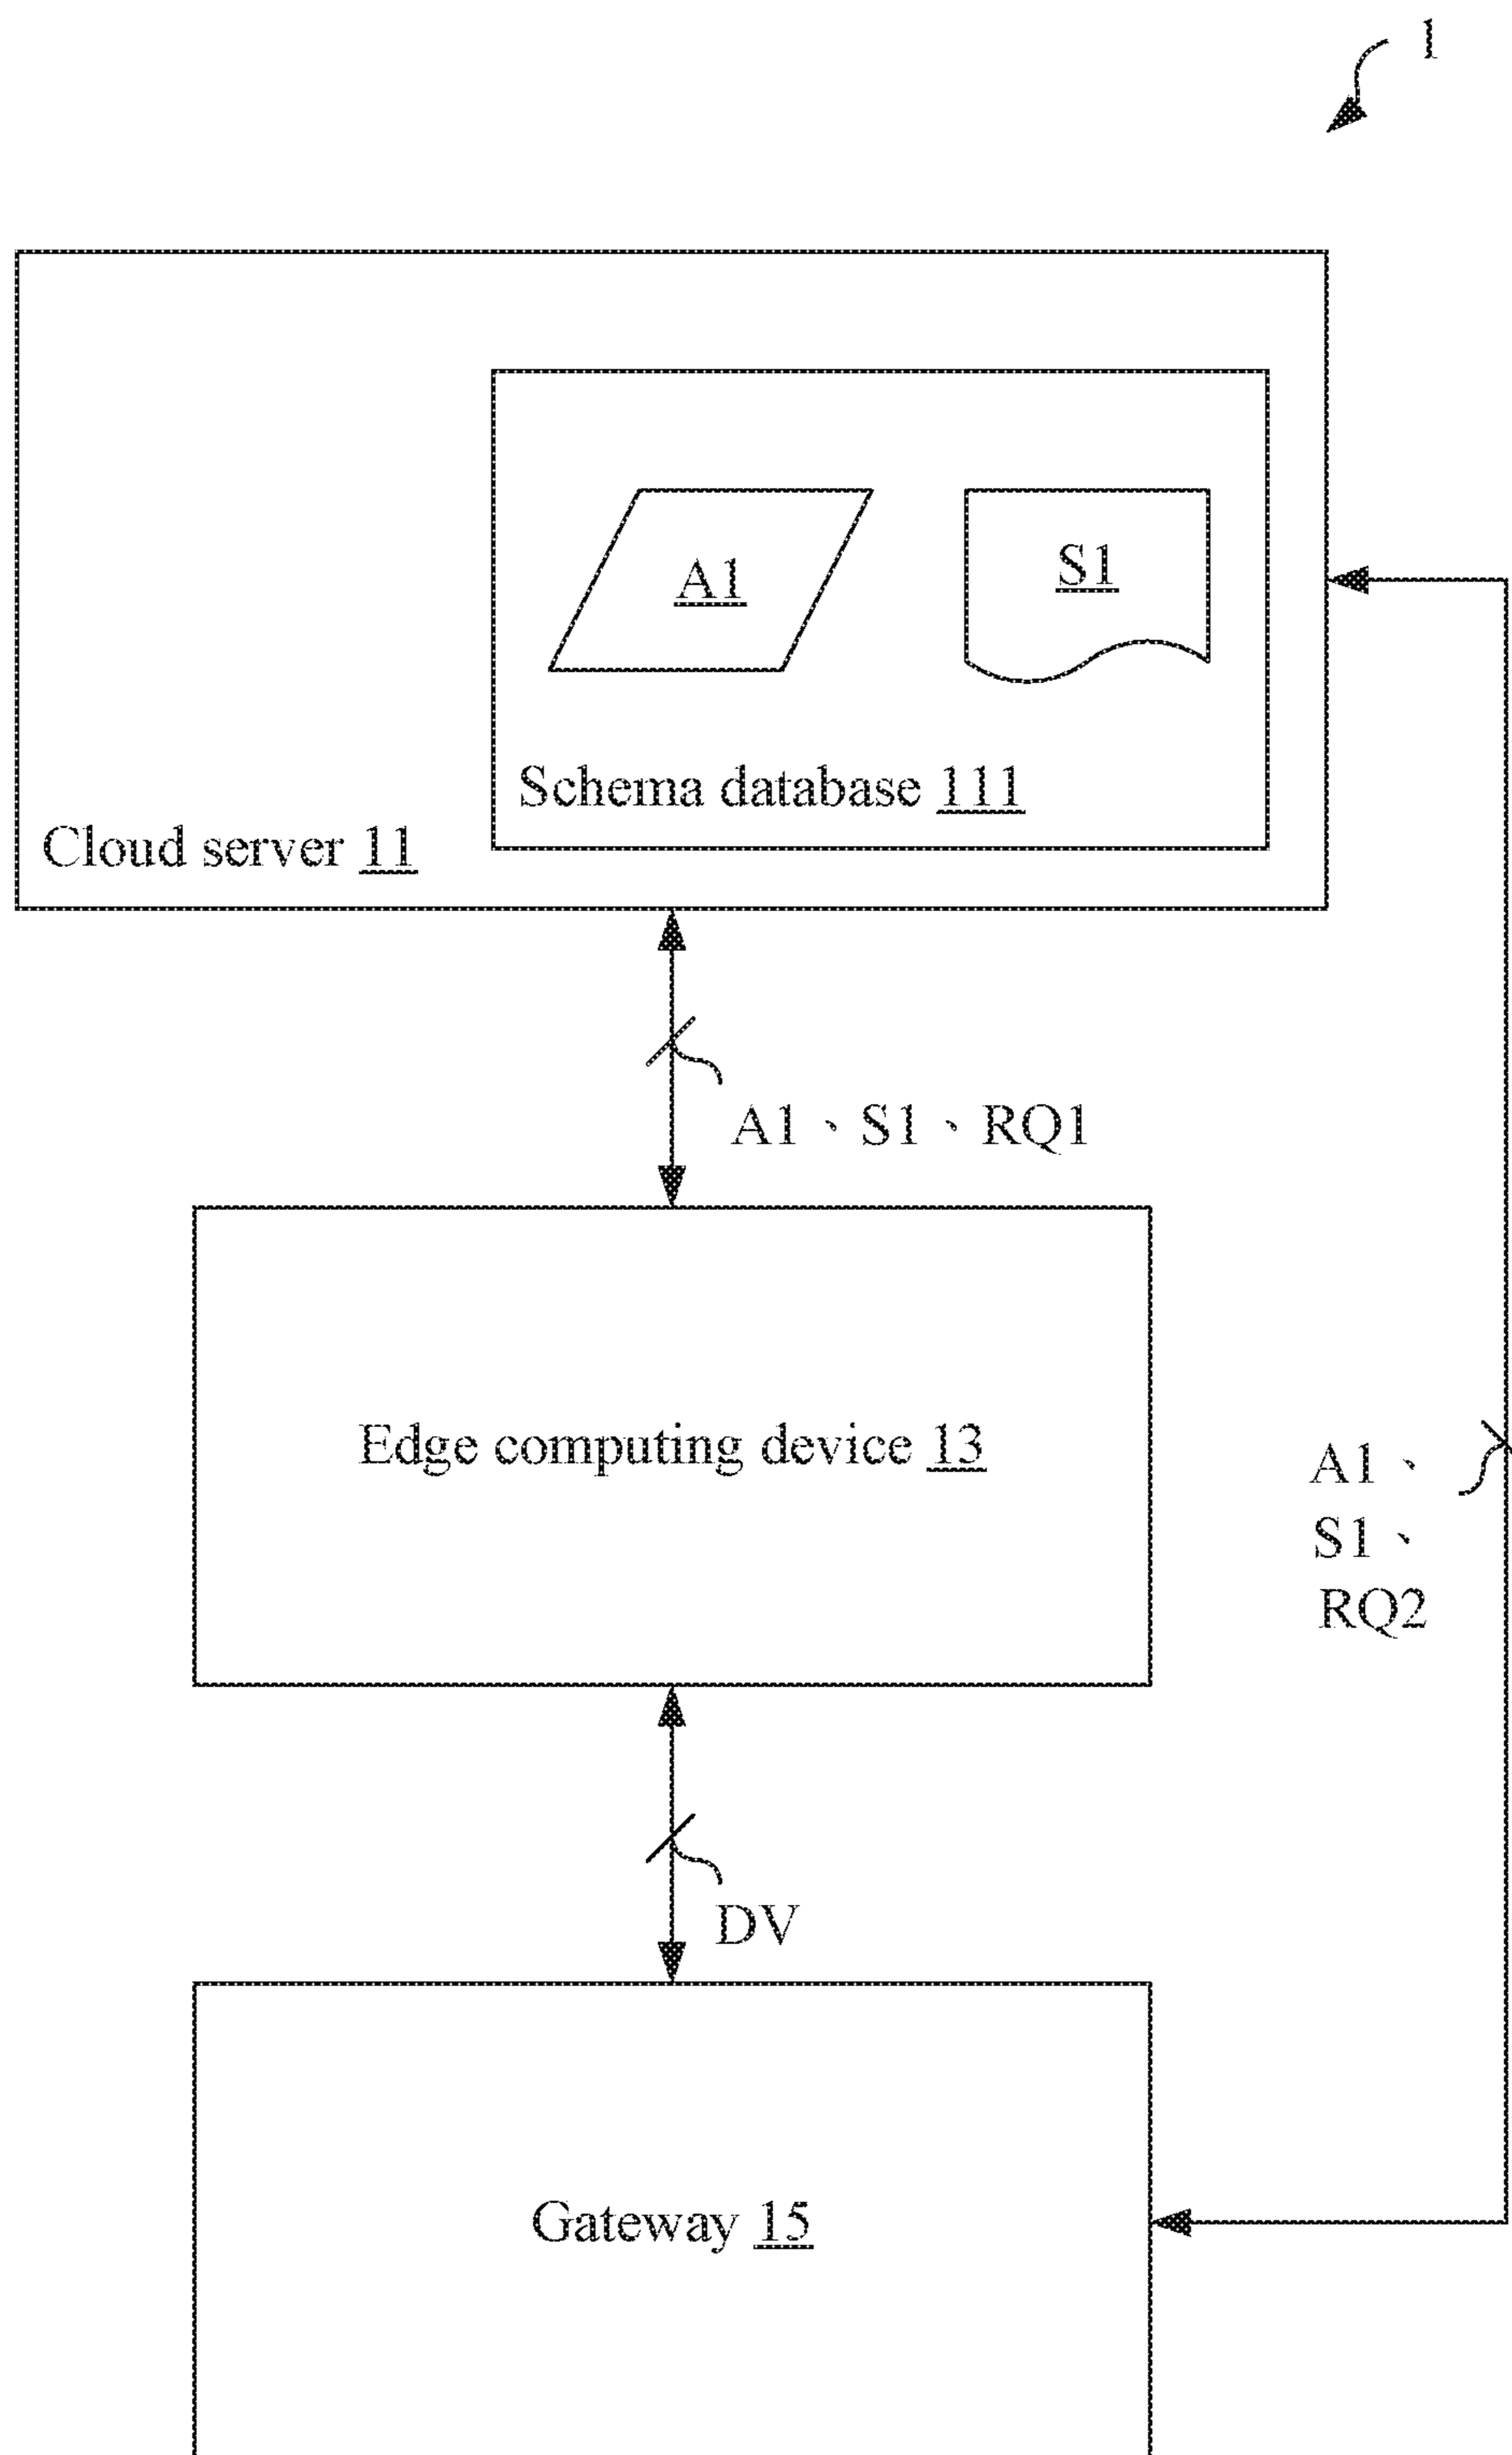 1
A1
S1
Schema database 111
Cloud server 11
A1、S1、RQ1
Edge computing device 13
A1、
S1、
RQ2
DV
Gateway 15